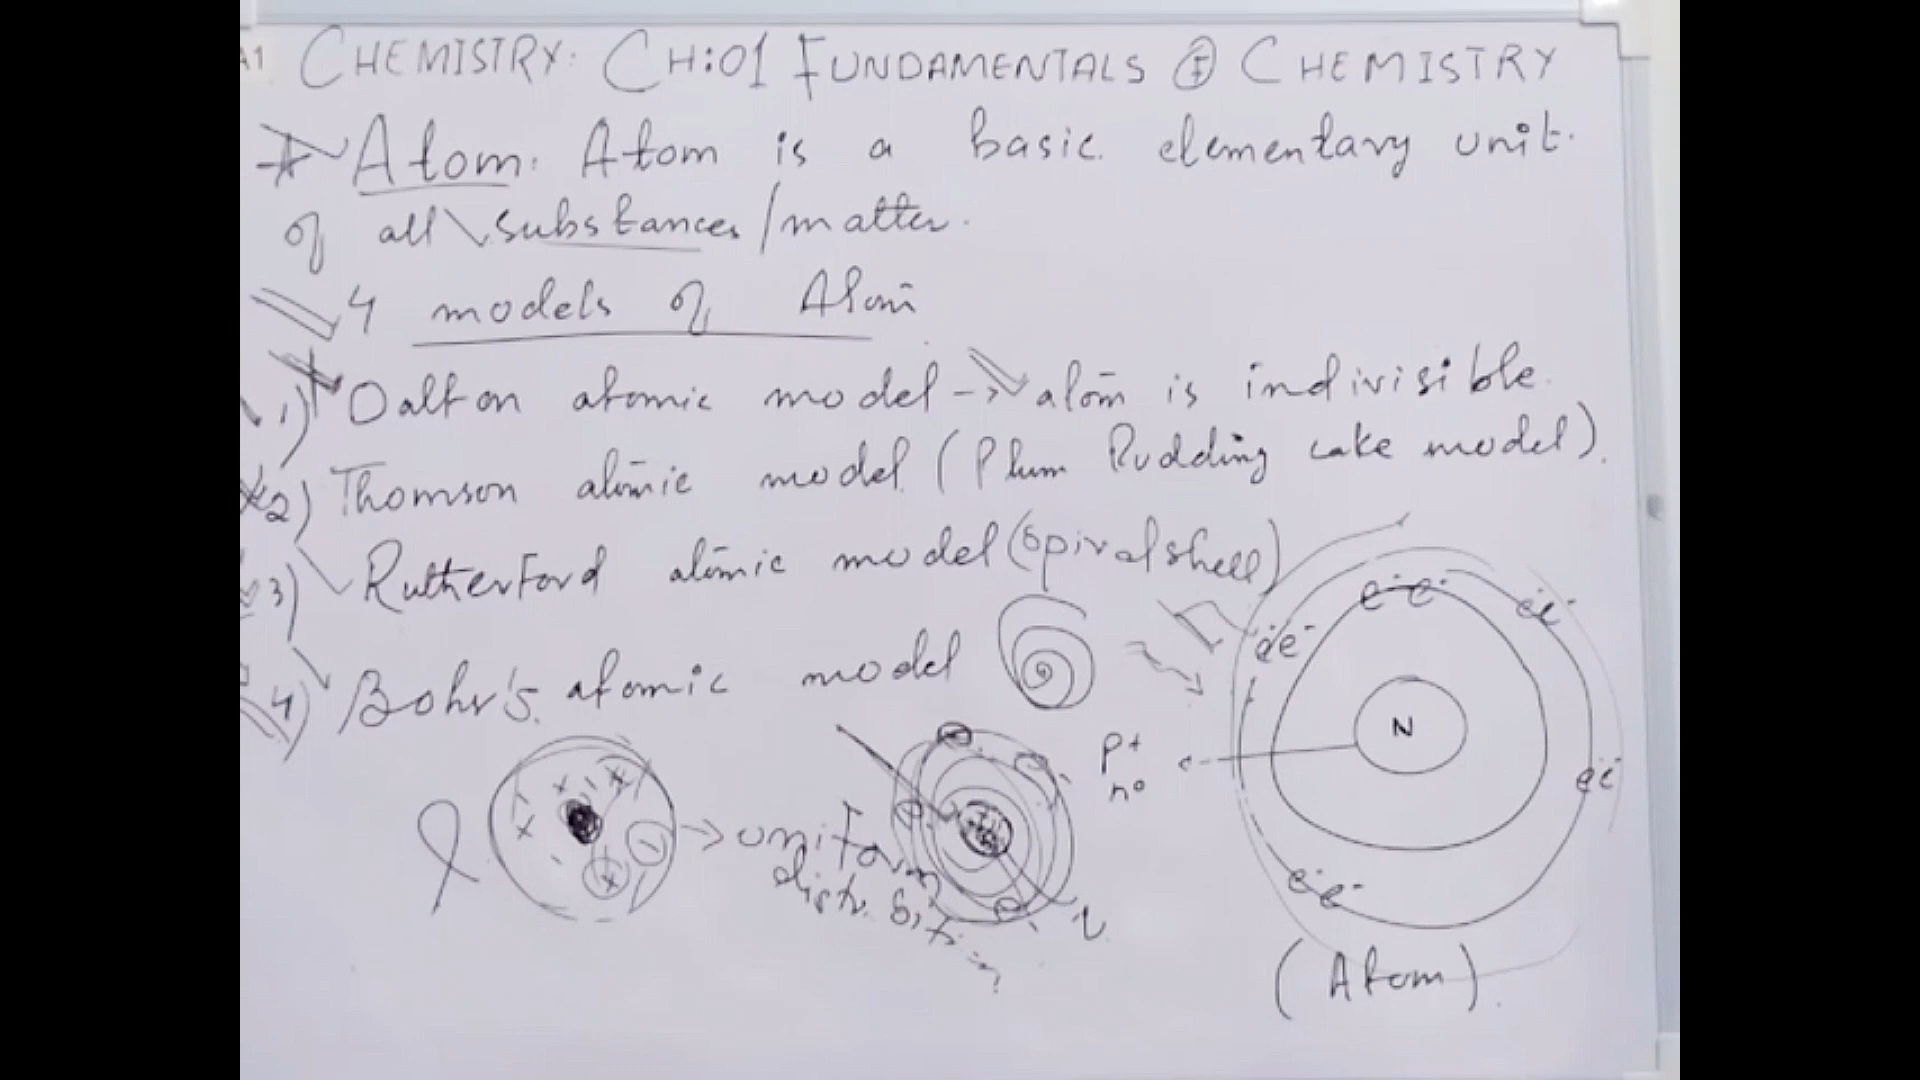 A1 CHEMISTRY: CH:01 FUNDAMENTALS OF CHEMISTRY
Atom: Atom is a basic elementary unit.
of all substances/matter.
4 models of Atom
1) Dalton atomic model -> atom is indivisible.
2) Thomson atomic model (Plum Pudding cake model).
3) Rutherford atomic model (spiral shell)
4) Bohr's atomic model
e- e-
e- e-
e- e-
N
P+
n°
e- e-
e- e-
-> uniform
distribution
(Atom).